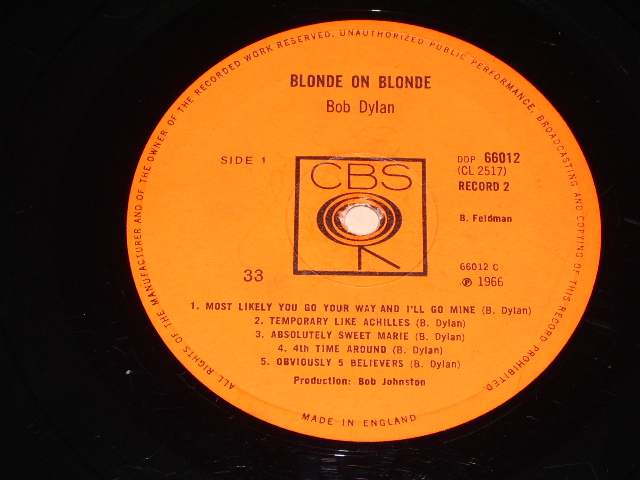 ALL RIGHTS OF THE MANUFACTURER AND OF THE OWNER OF THE RECORDED WORK RESERVED. UNAUTHORIZED PUBLIC PERFORMANCE, BROADCASTING AND COPYING OF THIS RECORD PROHIBITED.
BLONDE ON BLONDE
Bob Dylan
SIDE 1
CBS
DDP 66012
(CL 2517)
RECORD 2
B. Feldman
33
66012 C
℗ 1966
1. MOST LIKELY YOU GO YOUR WAY AND I'LL GO MINE (B. Dylan)
2. TEMPORARY LIKE ACHILLES (B. Dylan)
3. ABSOLUTELY SWEET MARIE (B. Dylan)
4. 4th TIME AROUND (B. Dylan)
5. OBVIOUSLY 5 BELIEVERS (B. Dylan)
Production: Bob Johnston
MADE IN ENGLAND